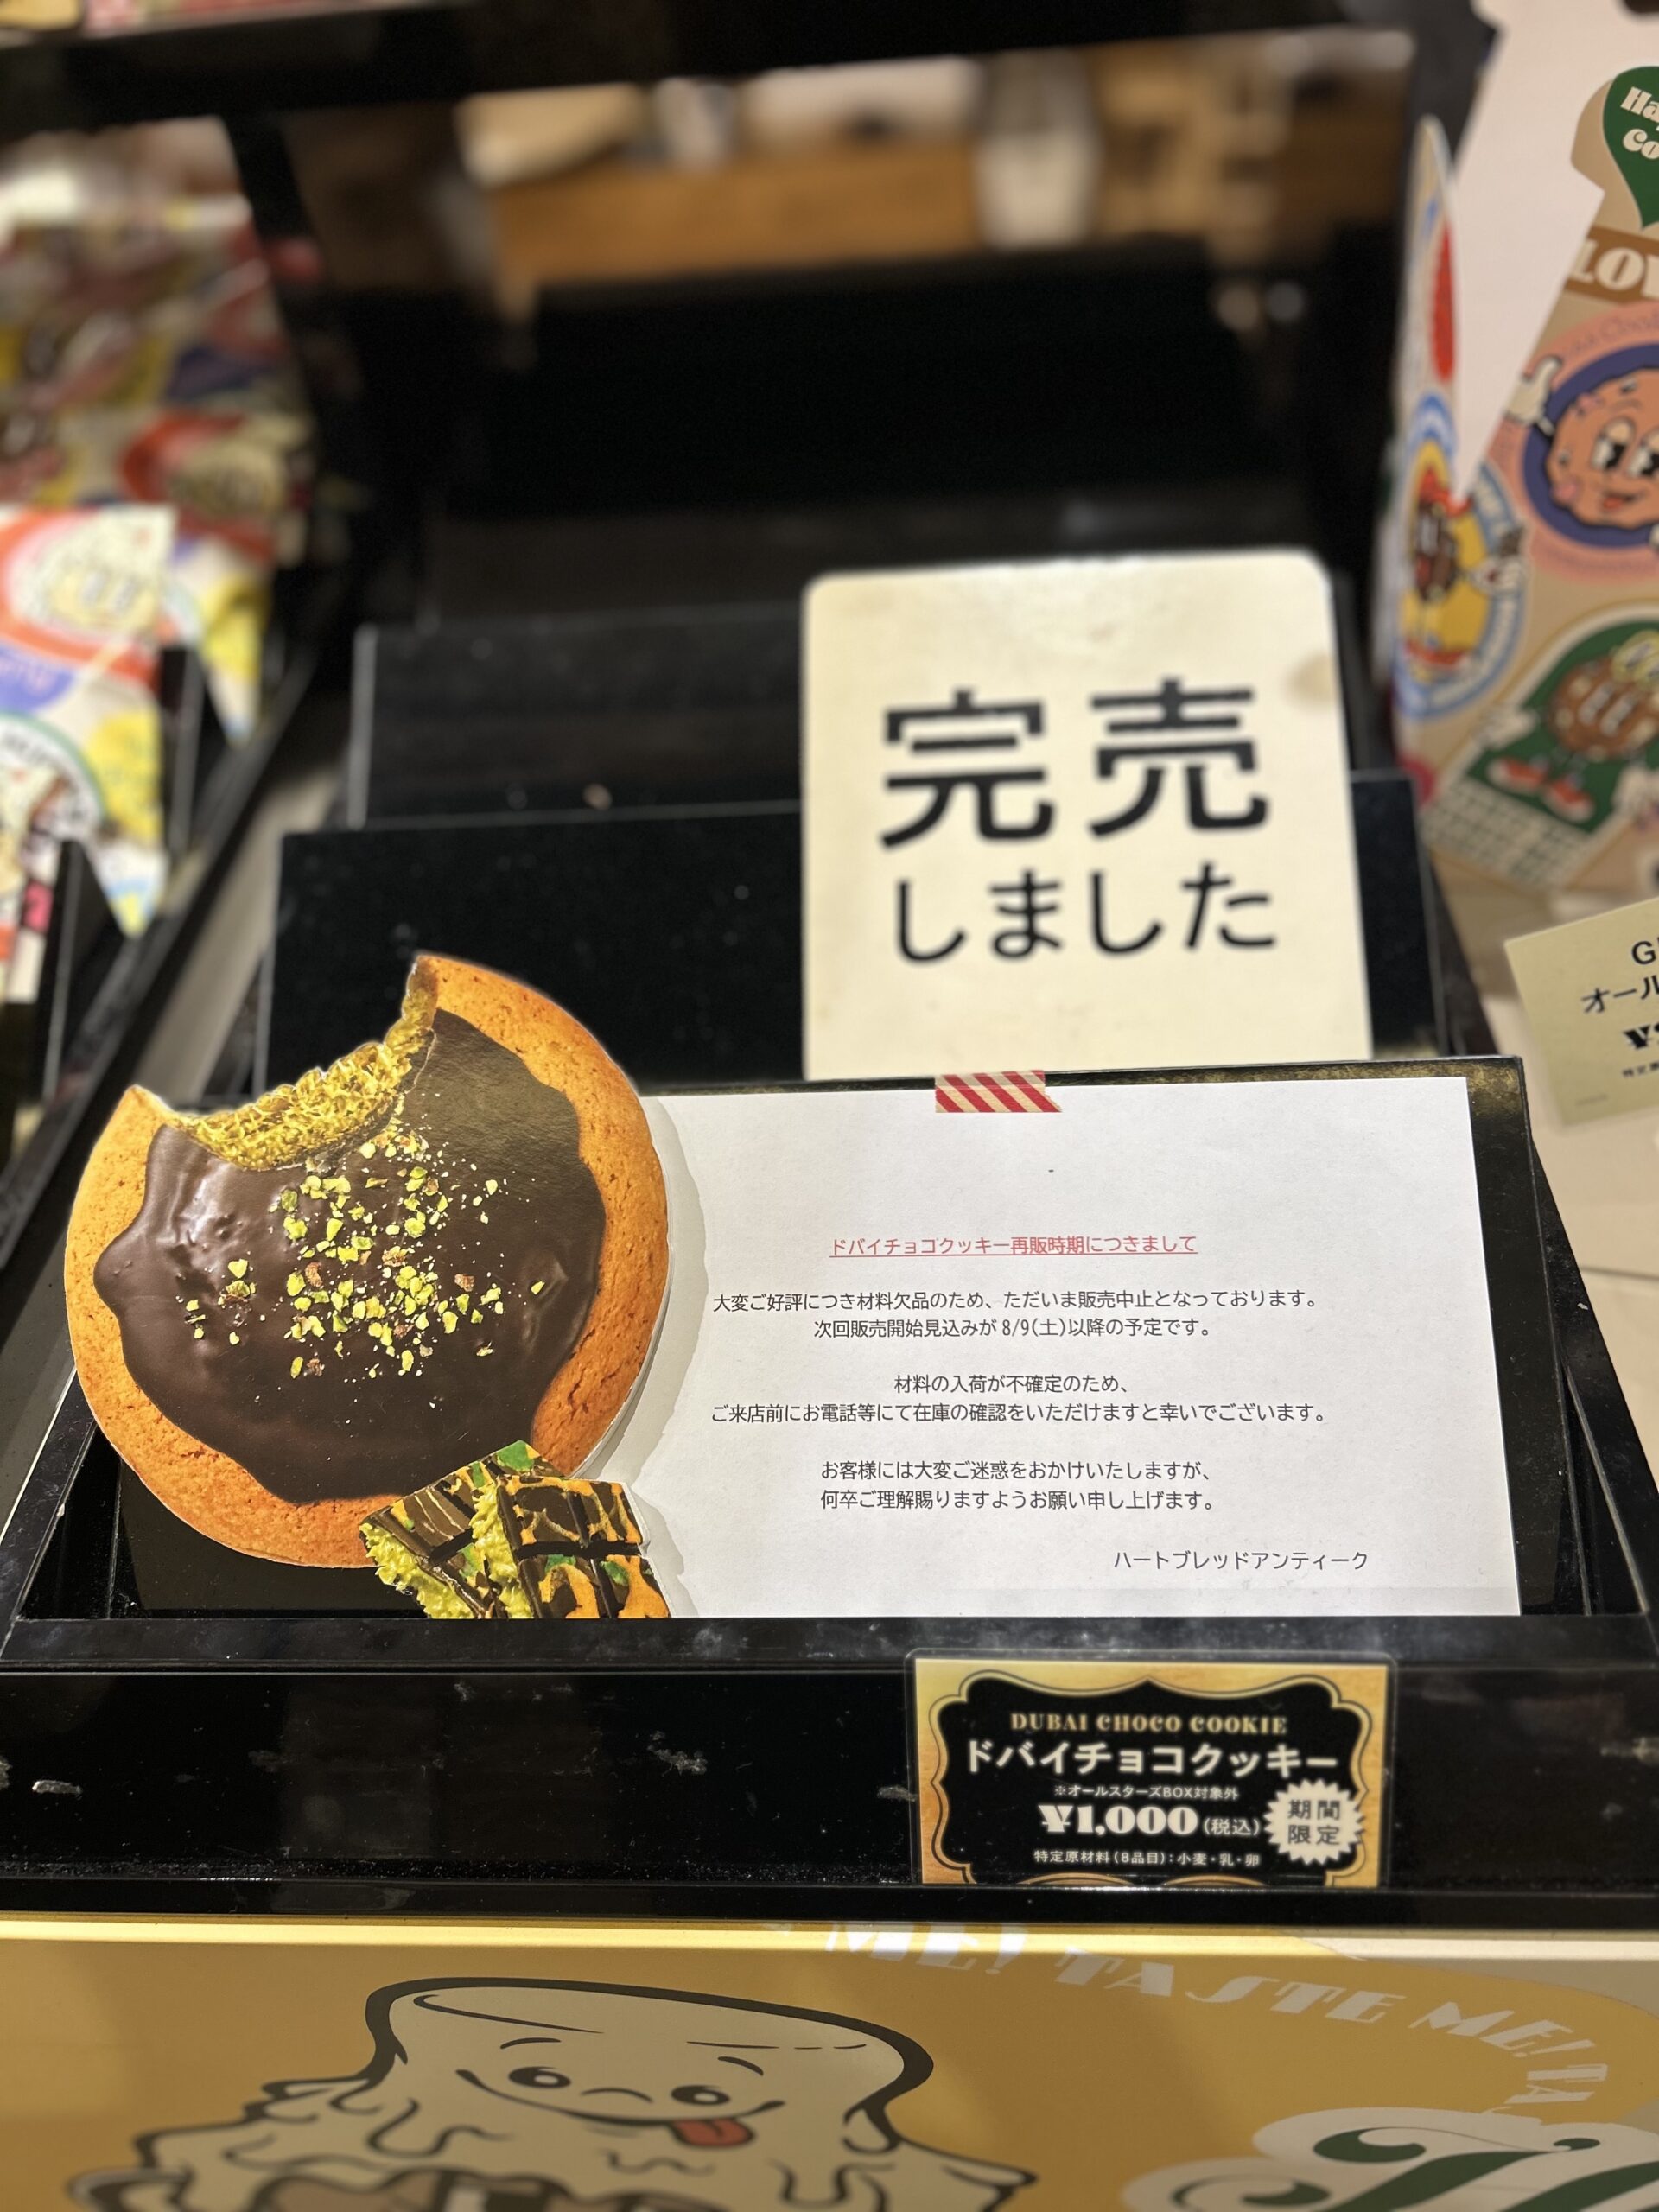 完売
しました
ドバイチョコクッキー再販時期につきまして
大変ご好評につき材料欠品のため、ただいま販売中止となっております。
次回販売開始見込みが8/9(土)以降の予定です。
材料の入荷が不確定のため、
ご来店前にお電話等にて在庫の確認をいただけますと幸いでございます。
お客様には大変ご迷惑をおかけいたしますが、
何卒ご理解賜りますようお願い申し上げます。
ハートブレッドアンティーク
DUBAI CHOCO COOKIE
ドバイチョコクッキー
※オールスターズBOX対象外
¥1,000(税込)
期間
限定
特定原材料(8品目):小麦・乳・卵
ME! TASTE ME! TA